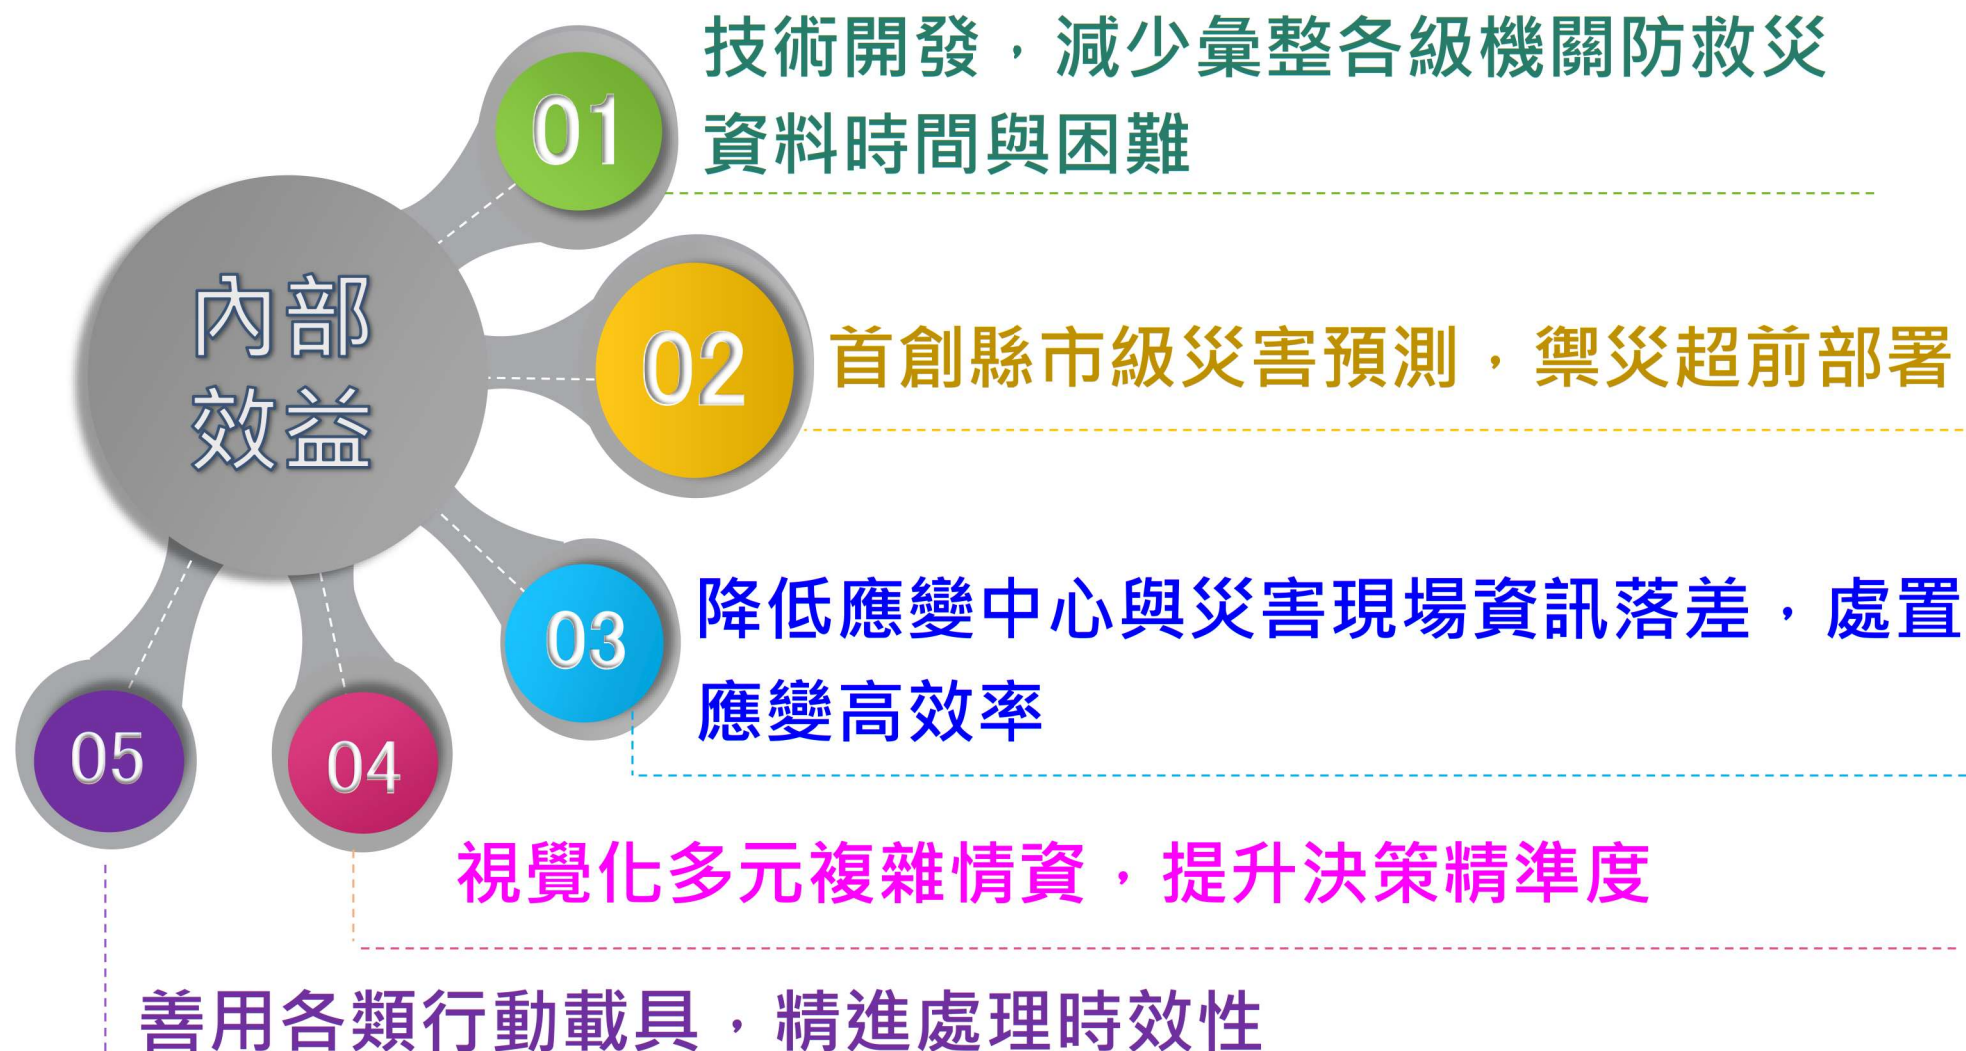 內部
效益
01
技術開發，減少彙整各級機關防救災
資料時間與困難
02
首創縣市級災害預測，禦災超前部署
03
降低應變中心與災害現場資訊落差，處置
應變高效率
04
視覺化多元複雜情資，提升決策精準度
05
善用各類行動載具，精進處理時效性